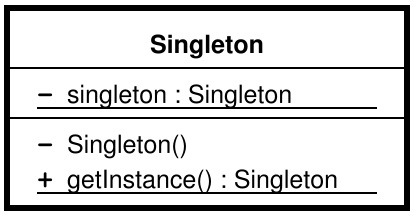 Singleton
– singleton : Singleton
– Singleton()
+ getInstance() : Singleton